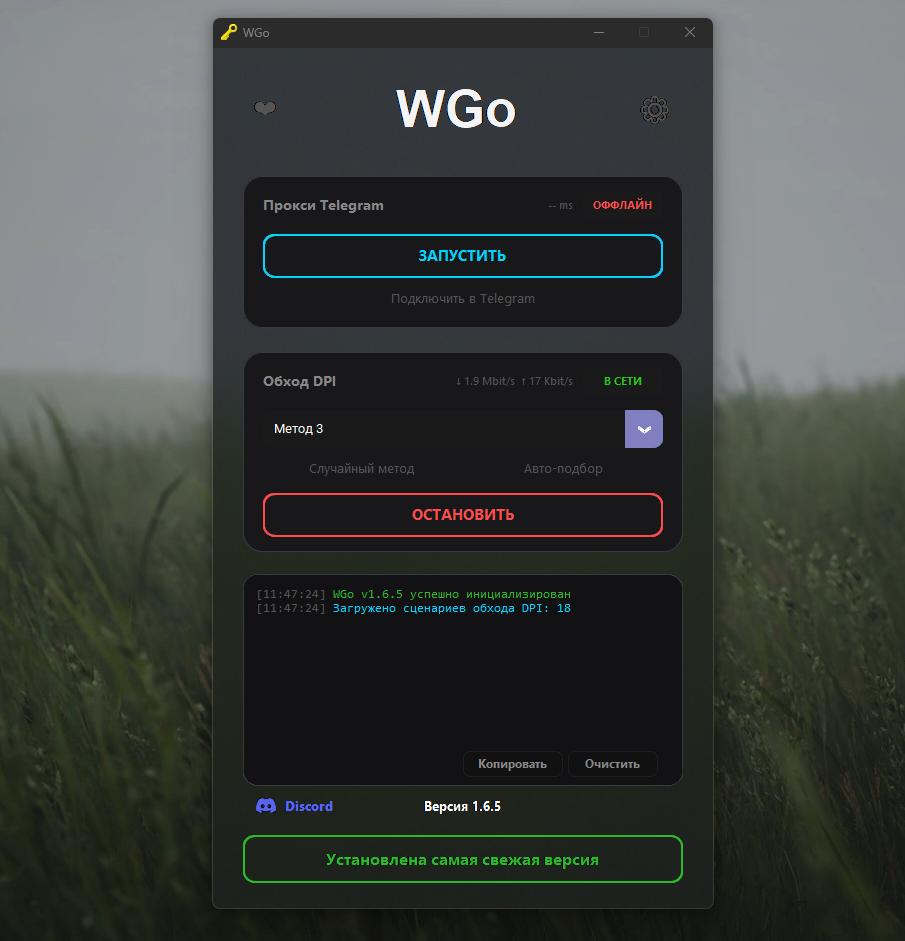 WGo
WGo
Прокси Telegram -- ms ОФФЛАЙН
ЗАПУСТИТЬ
Подключить в Telegram
Обход DPI ↓ 1.9 Mbit/s ↑ 17 Kbit/s В СЕТИ
Метод 3
Случайный метод Авто-подбор
ОСТАНОВИТЬ
[11:47:24] WGo v1.6.5 успешно инициализирован
[11:47:24] Загружено сценариев обхода DPI: 18
Копировать Очистить
Discord Версия 1.6.5
Установлена самая свежая версия